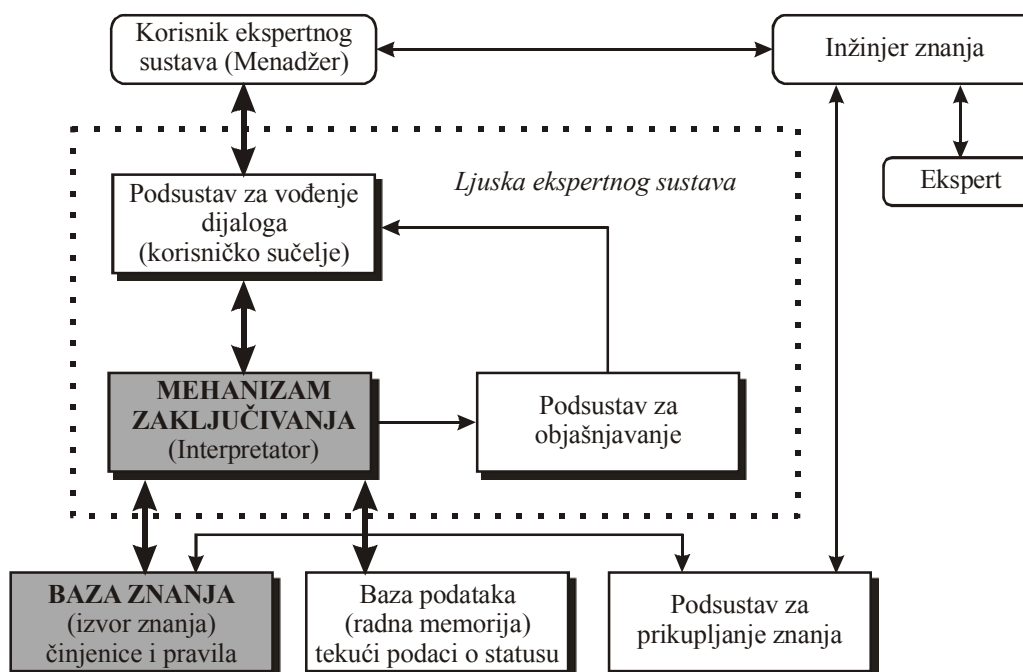 Korisnik ekspertnog
sustava (Menadžer)
Inžinjer znanja
Ekspert
Ljuska ekspertnog sustava
Podsustav za vođenje
dijaloga
(korisničko sučelje)
MEHANIZAM
ZAKLJUČIVANJA
(Interpretator)
Podsustav za
objašnjavanje
BAZA ZNANJA
(izvor znanja)
činjenice i pravila
Baza podataka
(radna memorija)
tekući podaci o statusu
Podsustav za
prikupljanje znanja